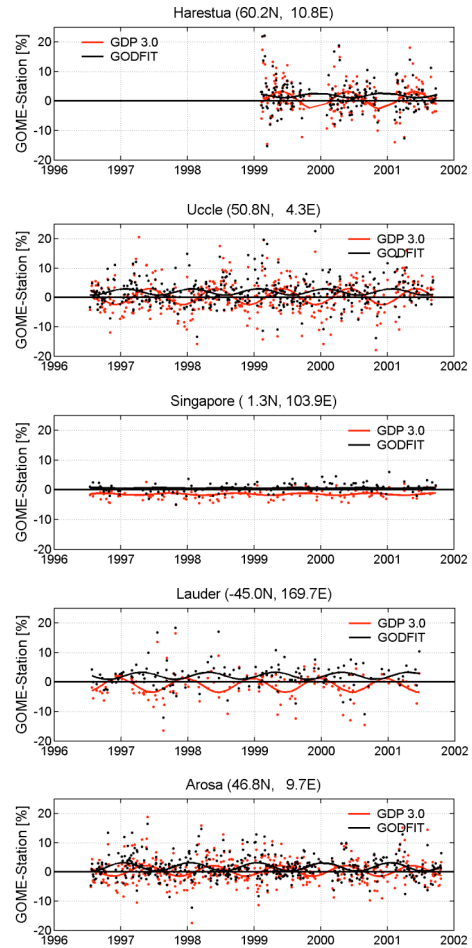 Harestua (60.2N, 10.8E)
GOME-Station [%]
20
10
0
-10
-20
GDP 3.0
GODFIT
1996 1997 1998 1999 2000 2001 2002
Uccle (50.8N, 4.3E)
GOME-Station [%]
20
10
0
-10
-20
GDP 3.0
GODFIT
1996 1997 1998 1999 2000 2001 2002
Singapore ( 1.3N, 103.9E)
GOME-Station [%]
20
10
0
-10
-20
GDP 3.0
GODFIT
1996 1997 1998 1999 2000 2001 2002
Lauder (-45.0N, 169.7E)
GOME-Station [%]
20
10
0
-10
-20
GDP 3.0
GODFIT
1996 1997 1998 1999 2000 2001 2002
Arosa (46.8N, 9.7E)
GOME-Station [%]
20
10
0
-10
-20
GDP 3.0
GODFIT
1996 1997 1998 1999 2000 2001 2002